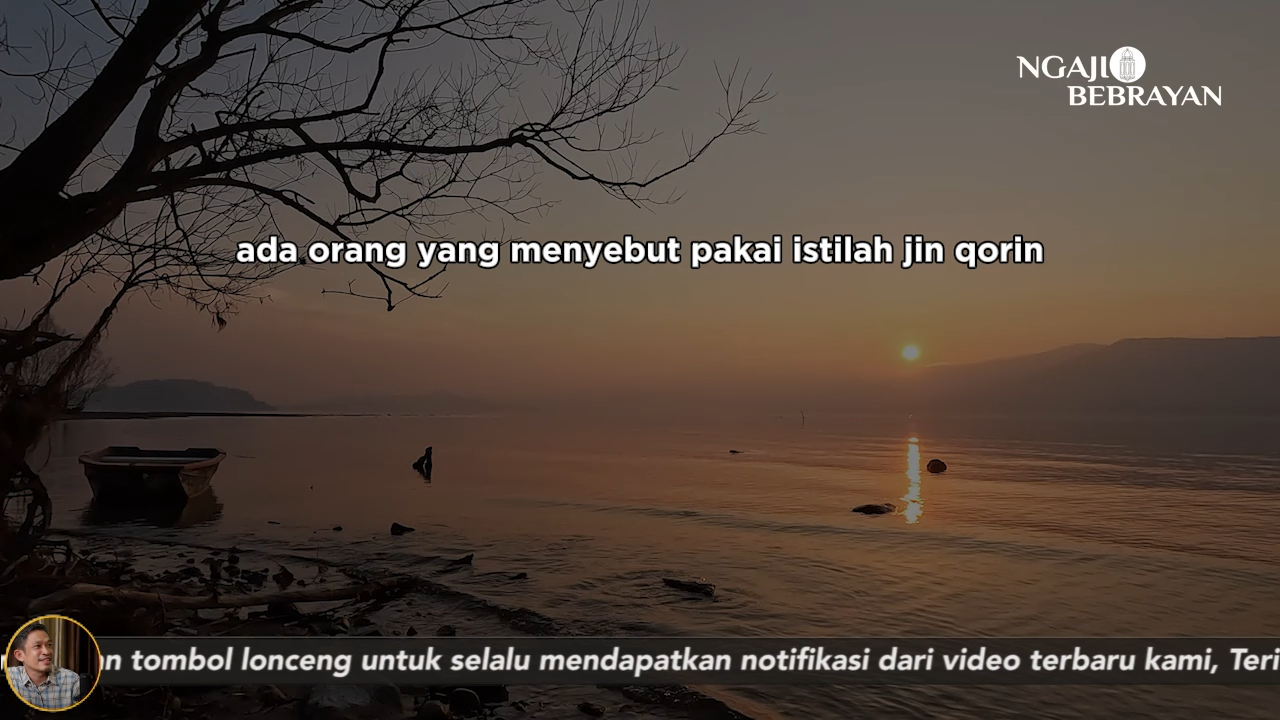 NGAJI
BEBRAYAN
ada orang yang menyebut pakai istilah jin qorin
tombol lonceng untuk selalu mendapatkan notifikasi dari video terbaru kami,